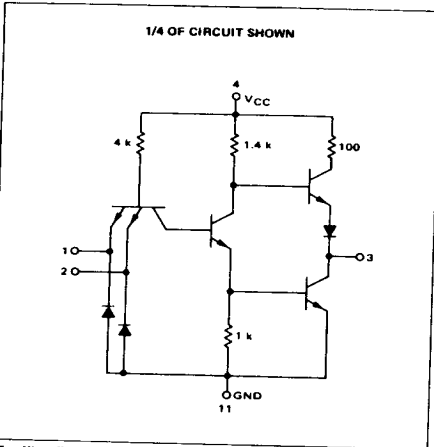 1/4 OF CIRCUIT SHOWN
4
VCC
4 k
1.4 k
100
1
2
3
1 k
GND
11